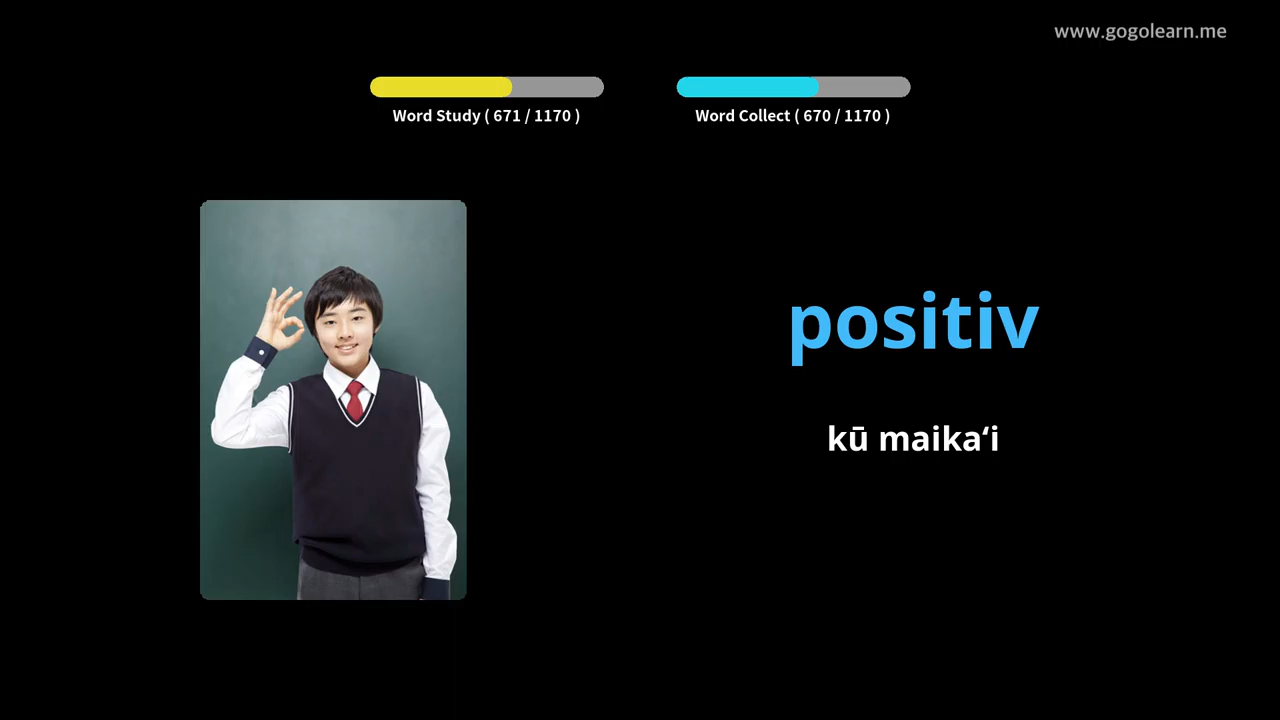 www.gogolearn.me
Word Study ( 671 / 1170 )
Word Collect ( 670 / 1170 )
positiv
kū maikaʻi